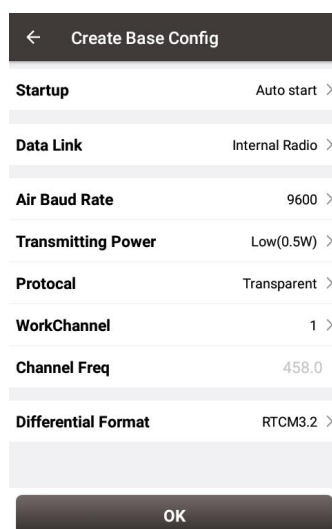 Create Base Config
Startup Auto start
Data Link Internal Radio
Air Baud Rate 9600
Transmitting Power Low(0.5W)
Protocal Transparent
WorkChannel 1
Channel Freq 458.0
Differential Format RTCM3.2
OK